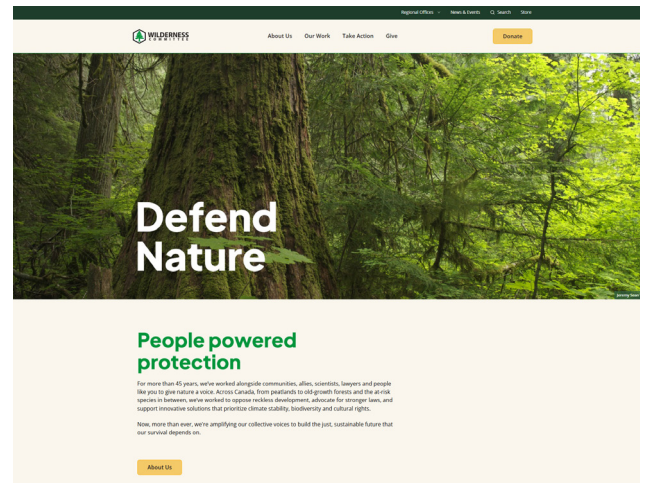 Regional Offices News & Events Search Store
WILDERNESS
COMMITTEE
About Us Our Work Take Action Give Donate
Defend
Nature
Jeremy Sean
People powered
protection
For more than 45 years, we've worked alongside communities, allies, scientists, lawyers and people
like you to give nature a voice. Across Canada, from peatlands to old-growth forests and the at-risk
species in between, we've worked to oppose reckless development, advocate for stronger laws, and
support innovative solutions that prioritize climate stability, biodiversity and cultural rights.
Now, more than ever, we're amplifying our collective voices to build the just, sustainable future that
our survival depends on.
About Us